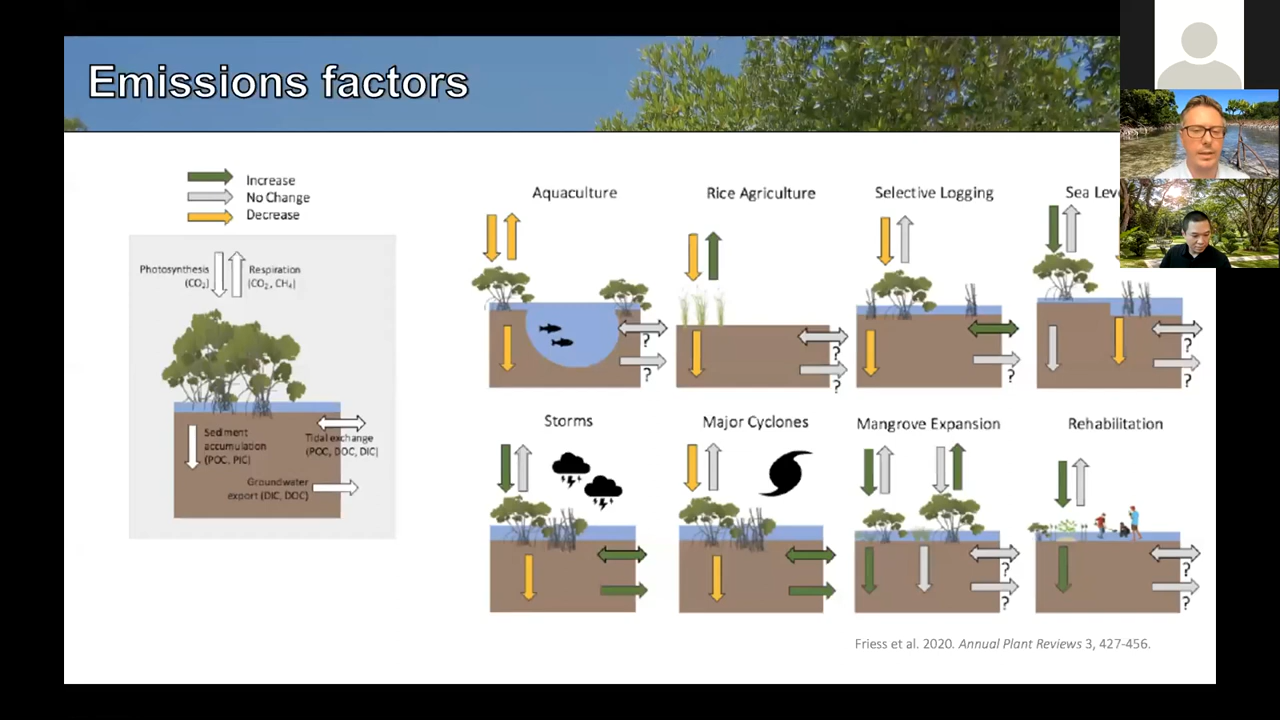 Emissions factors
Increase
No Change
Decrease
Photosynthesis
(CO₂)
Respiration
(CO₂, CH₄)
Sediment
accumulation
(POC, PIC)
Tidal exchange
(POC, DOC, DIC)
Groundwater
export (DIC, DOC)
Aquaculture
?
?
Rice Agriculture
?
?
Selective Logging
?
Sea Leve
?
?
Storms
Major Cyclones
Mangrove Expansion
?
?
Rehabilitation
?
?
Friess et al. 2020. Annual Plant Reviews 3, 427-456.